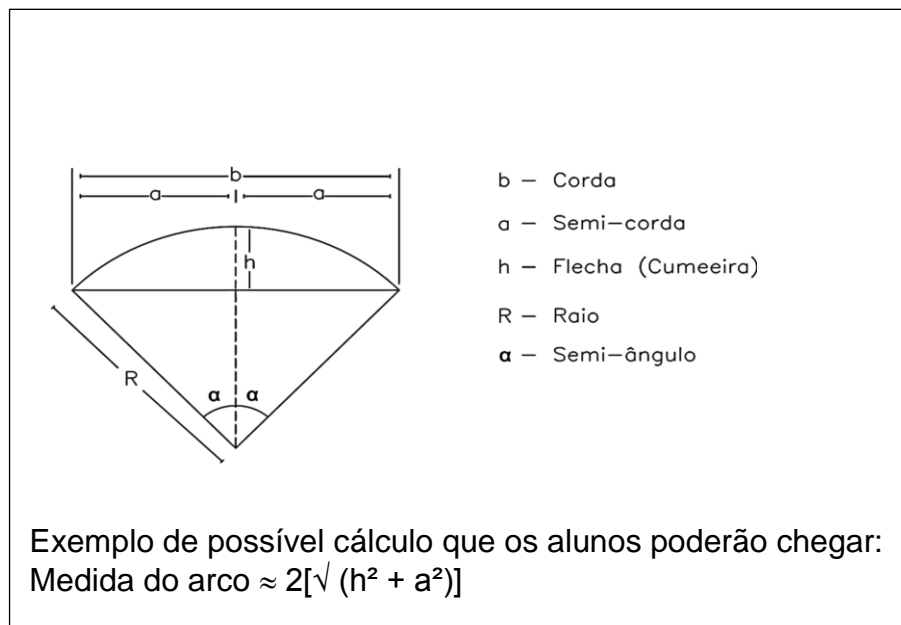 b
a
a
h
R
α
α
b – Corda
a – Semi-corda
h – Flecha (Cumeeira)
R – Raio
α – Semi-ângulo
Exemplo de possível cálculo que os alunos poderão chegar:
Medida do arco ≈ 2[√ (h² + a²)]